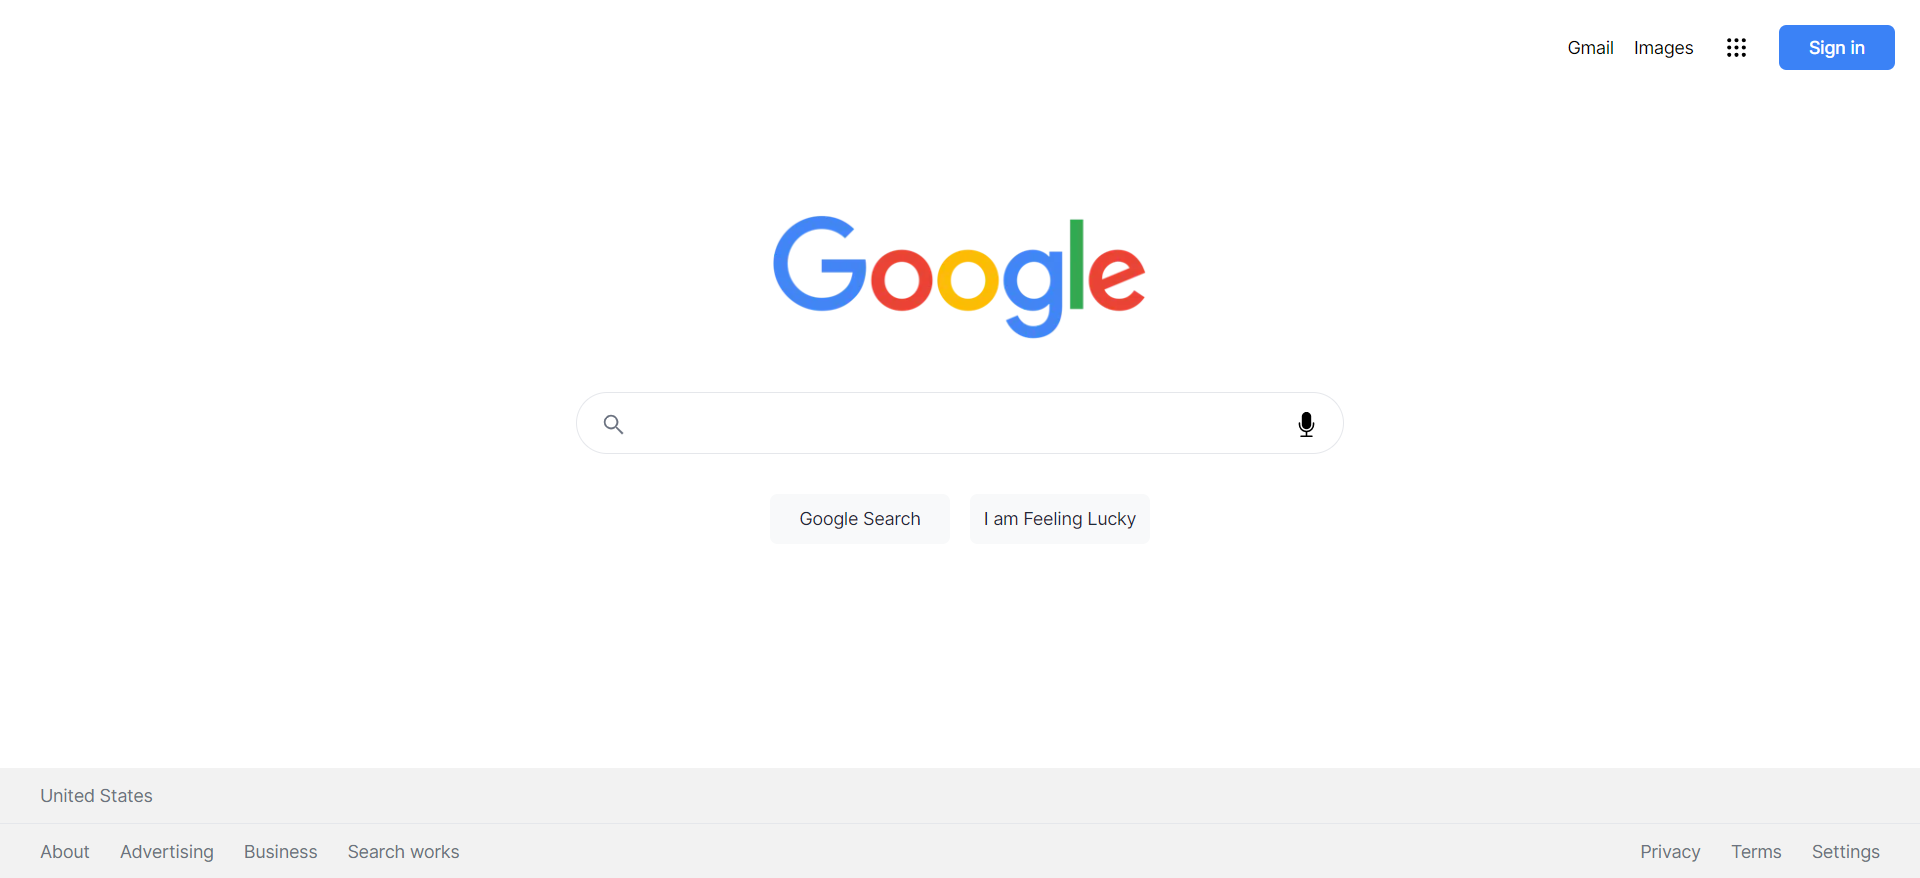 Gmail Images Sign in
Google
Google Search I am Feeling Lucky
United States
About Advertising Business Search works Privacy Terms Settings